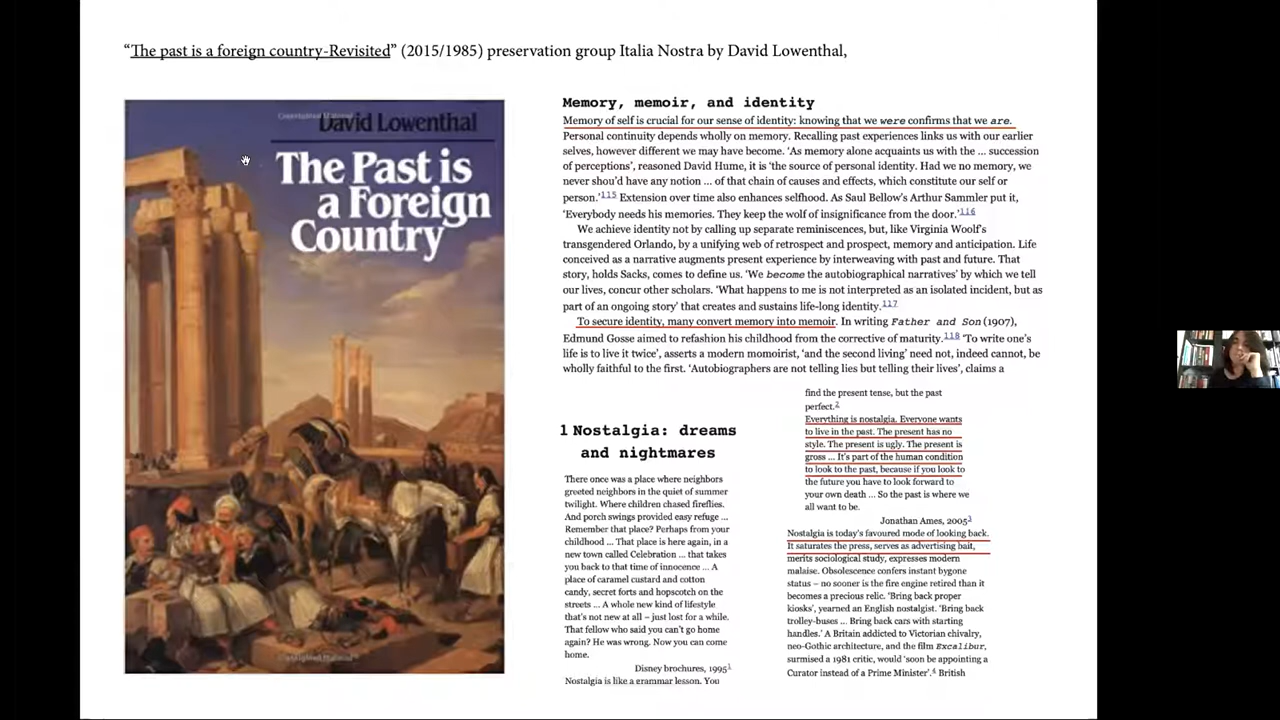 “The past is a foreign country-Revisited” (2015/1985) preservation group Italia Nostra by David Lowenthal,
David Lowenthal
The Past is
a Foreign
Country
Memory, memoir, and identity
Memory of self is crucial for our sense of identity: knowing that we were confirms that we are.
Personal continuity depends wholly on memory. Recalling past experiences links us with our earlier
selves, however different we may have become. ‘As memory alone acquaints us with the ... succession
of perceptions’, reasoned David Hume, it is ‘the source of personal identity. Had we no memory, we
never shou’d have any notion ... of that chain of causes and effects, which constitute our self or
person.’115 Extension over time also enhances selfhood. As Saul Bellow’s Arthur Sammler put it,
‘Everybody needs his memories. They keep the wolf of insignificance from the door.’116
We achieve identity not by calling up separate reminiscences, but, like Virginia Woolf’s
transgendered Orlando, by a unifying web of retrospect and prospect, memory and anticipation. Life
conceived as a narrative augments present experience by interweaving with past and future. That
story, holds Sacks, comes to define us. ‘We become the autobiographical narratives’ by which we tell
our lives, concur other scholars. ‘What happens to me is not interpreted as an isolated incident, but as
part of an ongoing story’ that creates and sustains life-long identity.117
To secure identity, many convert memory into memoir. In writing Father and Son (1907),
Edmund Gosse aimed to refashion his childhood from the corrective of maturity.118 ‘To write one’s
life is to live it twice’, asserts a modern momoirist, ‘and the second living’ need not, indeed cannot, be
wholly faithful to the first. ‘Autobiographers are not telling lies but telling their lives’, claims a
1 Nostalgia: dreams
and nightmares
There once was a place where neighbors
greeted neighbors in the quiet of summer
twilight. Where children chased fireflies.
And porch swings provided easy refuge ...
Remember that place? Perhaps from your
childhood ... That place is here again, in a
new town called Celebration ... that takes
you back to that time of innocence ... A
place of caramel custard and cotton
candy, secret forts and hopscotch on the
streets ... A whole new kind of lifestyle
that’s not new at all – just lost for a while.
That fellow who said you can’t go home
again? He was wrong. Now you can come
home.
Disney brochures, 19951
Nostalgia is like a grammar lesson. You
find the present tense, but the past
perfect.2
Everything is nostalgia. Everyone wants
to live in the past. The present has no
style. The present is ugly. The present is
gross ... It’s part of the human condition
to look to the past, because if you look to
the future you have to look forward to
your own death ... So the past is where we
all want to be.
Jonathan Ames, 20053
Nostalgia is today’s favoured mode of looking back.
It saturates the press, serves as advertising bait,
merits sociological study, expresses modern
malaise. Obsolescence confers instant bygone
status – no sooner is the fire engine retired than it
becomes a precious relic. ‘Bring back proper
kiosks’, yearned an English nostalgist. ‘Bring back
trolley-buses ... Bring back cars with starting
handles.’ A Britain addicted to Victorian chivalry,
neo-Gothic architecture, and the film Excalibur,
surmised a 1981 critic, would ‘soon be appointing a
Curator instead of a Prime Minister’.4 British